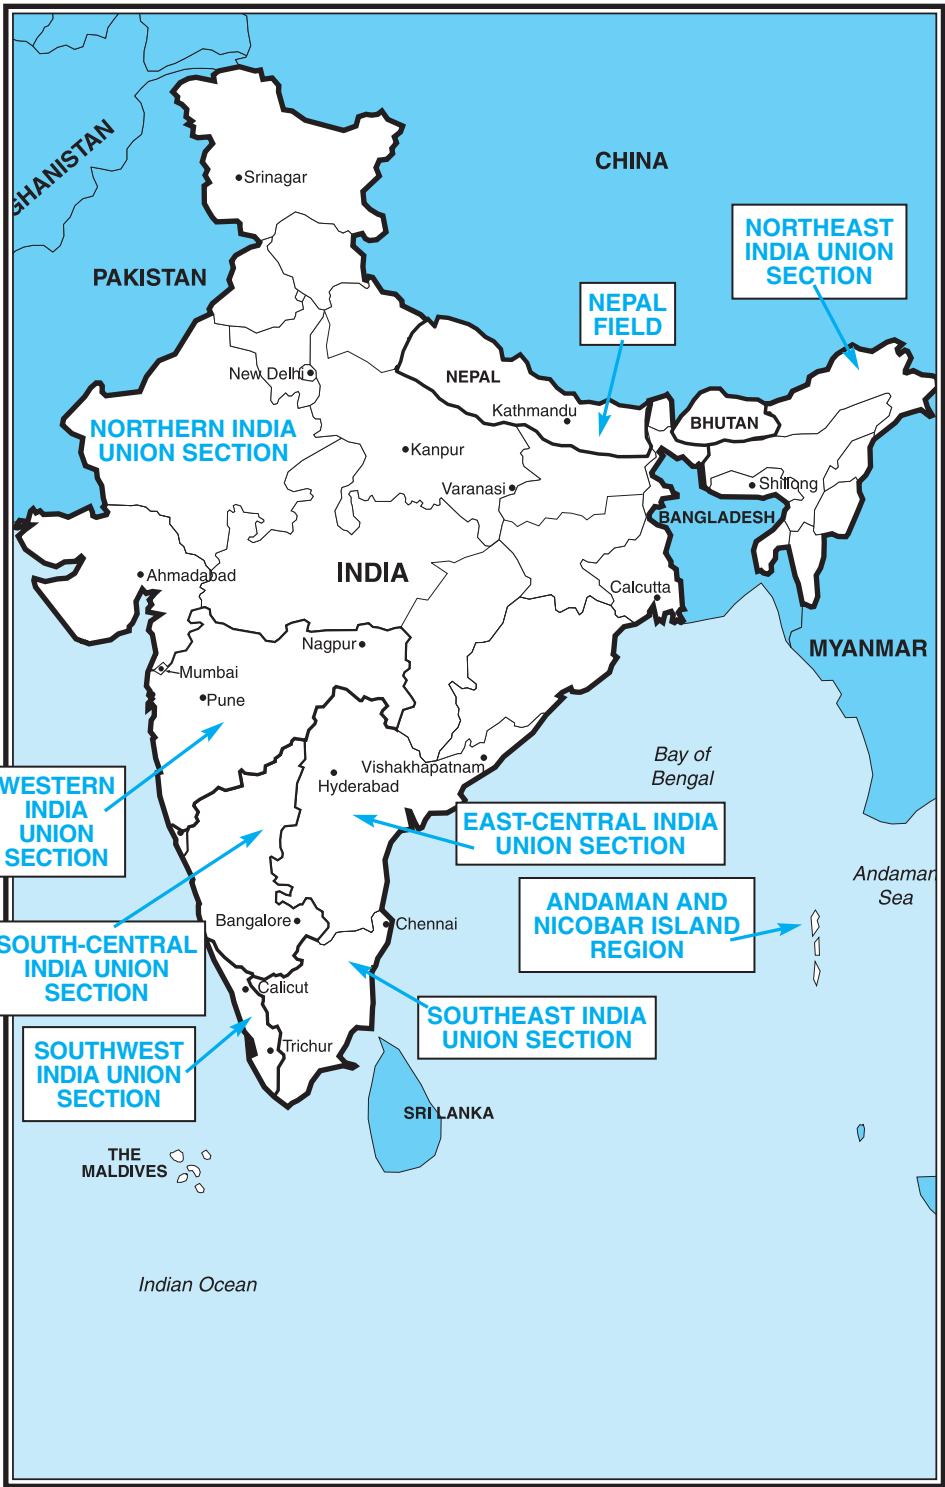 CHINA
GHANISTAN
Srinagar
PAKISTAN
NORTHEAST
INDIA UNION
SECTION
NEPAL
FIELD
New Delhi
NEPAL
Kathmandu
BHUTAN
NORTHERN INDIA
UNION SECTION
Kanpur
Varanasi
Shillong
BANGLADESH
Ahmadabad
INDIA
Calcutta
Nagpur
MYANMAR
Mumbai
Pune
Vishakhapatnam
Hyderabad
Bay of
Bengal
WESTERN
INDIA
UNION
SECTION
EAST-CENTRAL INDIA
UNION SECTION
Andaman
Sea
ANDAMAN AND
NICOBAR ISLAND
REGION
Bangalore
Chennai
SOUTH-CENTRAL
INDIA UNION
SECTION
Calicut
SOUTHEAST INDIA
UNION SECTION
SOUTHWEST
INDIA UNION
SECTION
Trichur
SRI LANKA
THE
MALDIVES
Indian Ocean